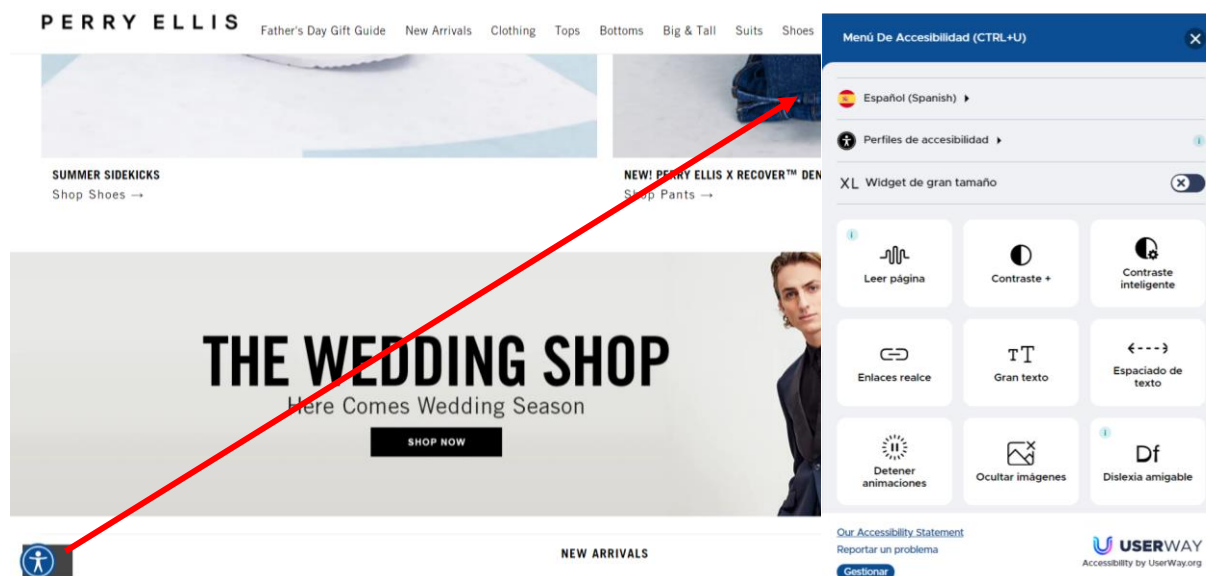 PERRY ELLIS
Father's Day Gift Guide New Arrivals Clothing Tops Bottoms Big & Tall Suits Shoes
SUMMER SIDEKICKS
Shop Shoes →
NEW! PERRY ELLIS X RECOVER™ DEN
Shop Pants →
THE WEDDING SHOP
Here Comes Wedding Season
SHOP NOW
NEW ARRIVALS
Menú De Accesibilidad (CTRL+U)
Español (Spanish)
Perfiles de accesibilidad
XL Widget de gran tamaño
Leer página
Contraste +
Contraste
inteligente
Enlaces realce
TT
Gran texto
Espaciado de
texto
Detener
animaciones
Ocultar imágenes
Df
Dislexia amigable
Our Accessibility Statement
Reportar un problema
Gestionar
USERWAY
Accessibility by UserWay.org